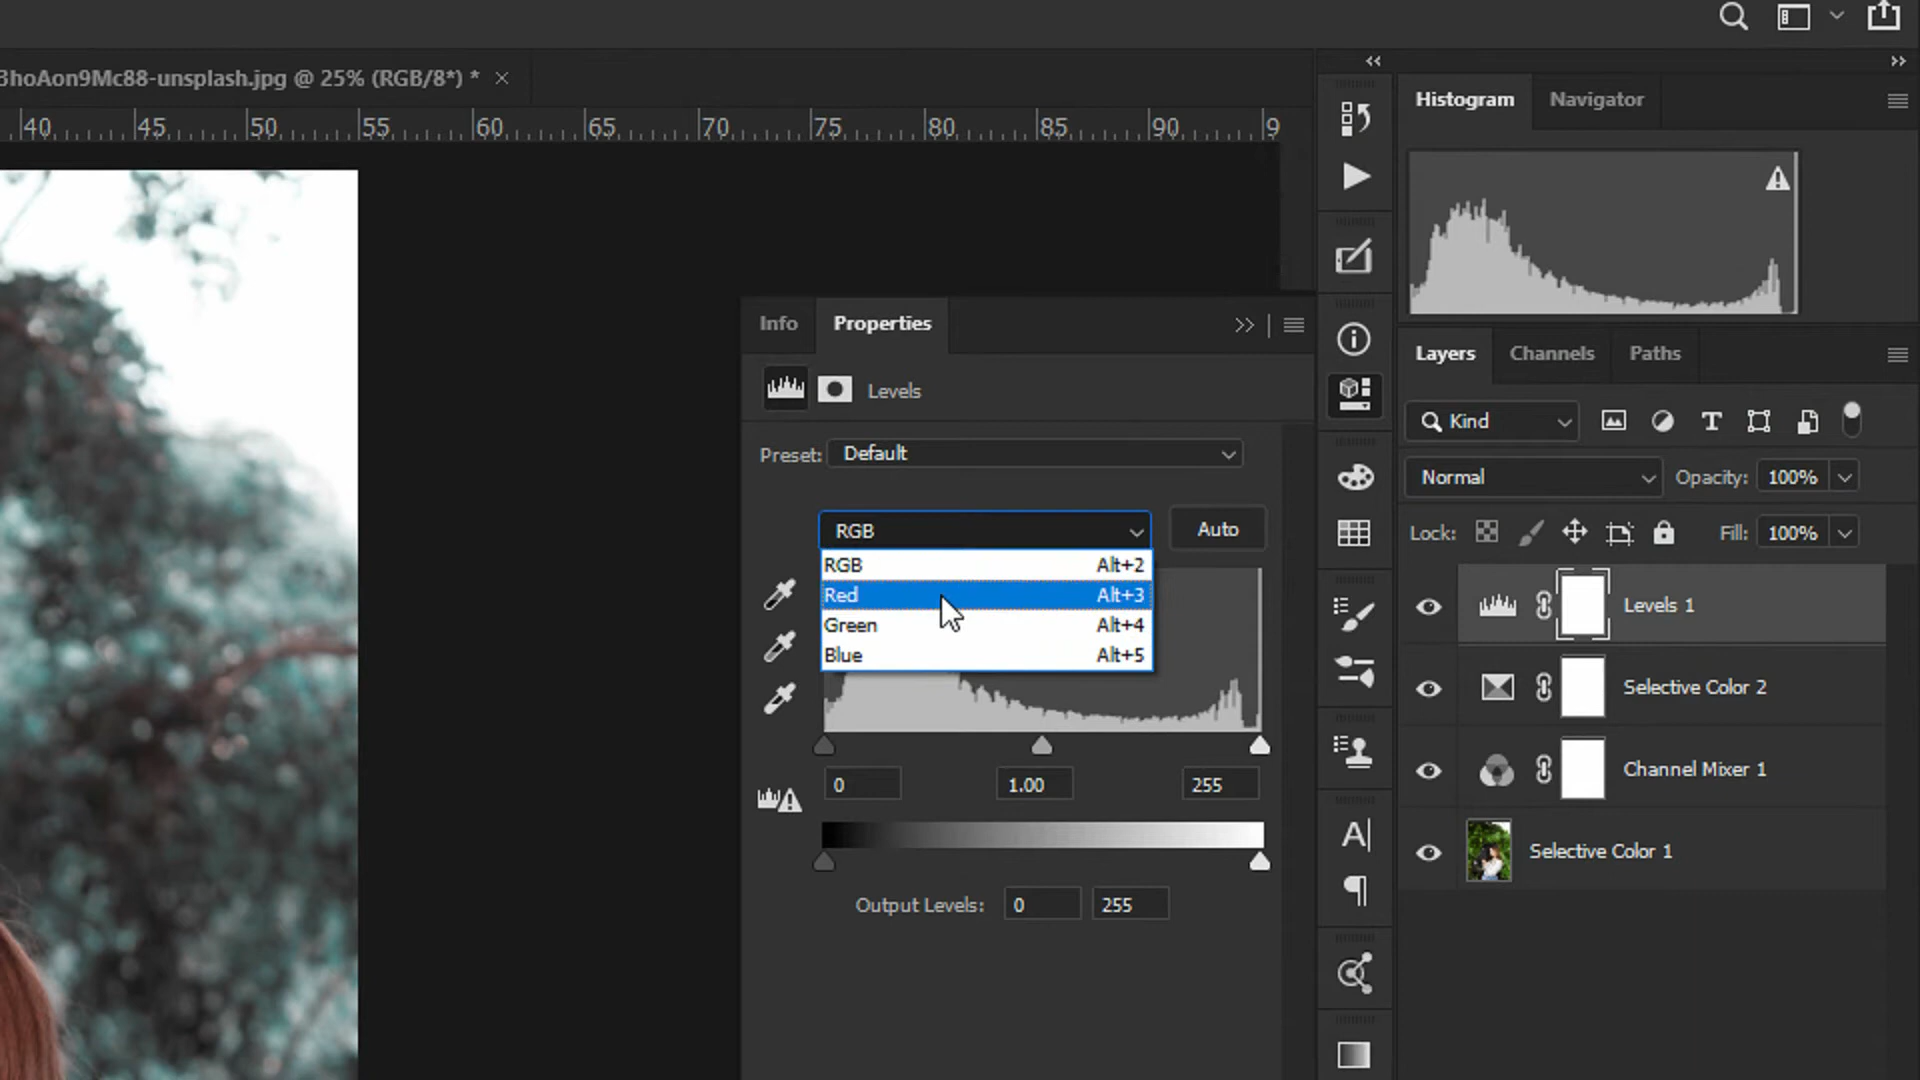 3hoAon9Mc88-unsplash.jpg @ 25% (RGB/8*) *
40 45 50 55 60 65 70 75 80 85 90 9
Histogram Navigator
Info Properties
Levels
Preset: Default
RGB Auto
RGB Alt+2
Red Alt+3
Green Alt+4
Blue Alt+5
0 1.00 255
Output Levels: 0 255
Layers Channels Paths
Kind
Normal Opacity: 100%
Lock: Fill: 100%
Levels 1
Selective Color 2
Channel Mixer 1
Selective Color 1